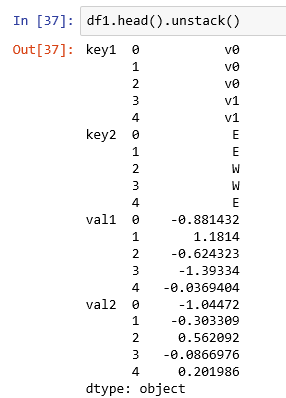 In [37]: df1.head().unstack()
Out[37]: key1 0 v0
1 v0
2 v0
3 v1
4 v1
key2 0 E
1 E
2 W
3 W
4 E
val1 0 -0.881432
1 1.1814
2 -0.624323
3 -1.39334
4 -0.0369404
val2 0 -1.04472
1 -0.303309
2 0.562092
3 -0.0866976
4 0.201986
dtype: object